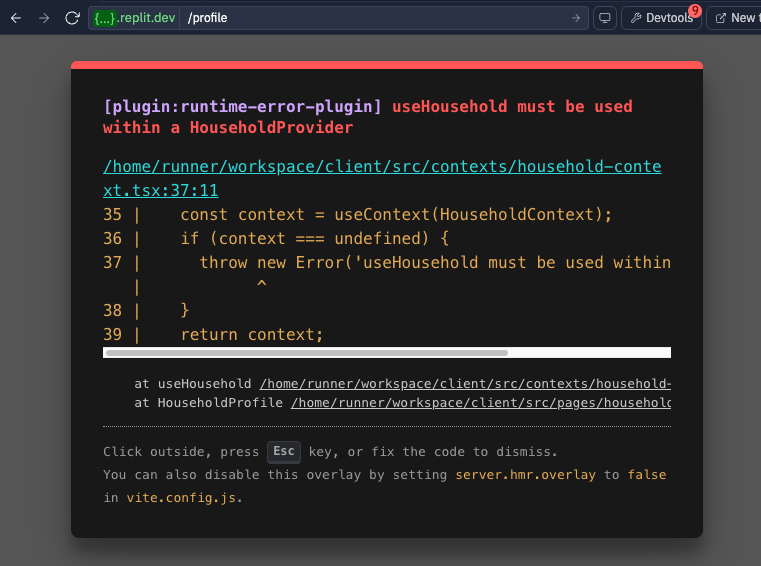 {...}.replit.dev /profile Devtools 9 New
[plugin:runtime-error-plugin] useHousehold must be used
within a HouseholdProvider
/home/runner/workspace/client/src/contexts/household-conte
xt.tsx:37:11
35 |    const context = useContext(HouseholdContext);
36 |    if (context === undefined) {
37 |      throw new Error('useHousehold must be used within
   |            ^
38 |    }
39 |    return context;
at useHousehold /home/runner/workspace/client/src/contexts/household-
at HouseholdProfile /home/runner/workspace/client/src/pages/household
Click outside, press Esc key, or fix the code to dismiss.
You can also disable this overlay by setting server.hmr.overlay to false
in vite.config.js.